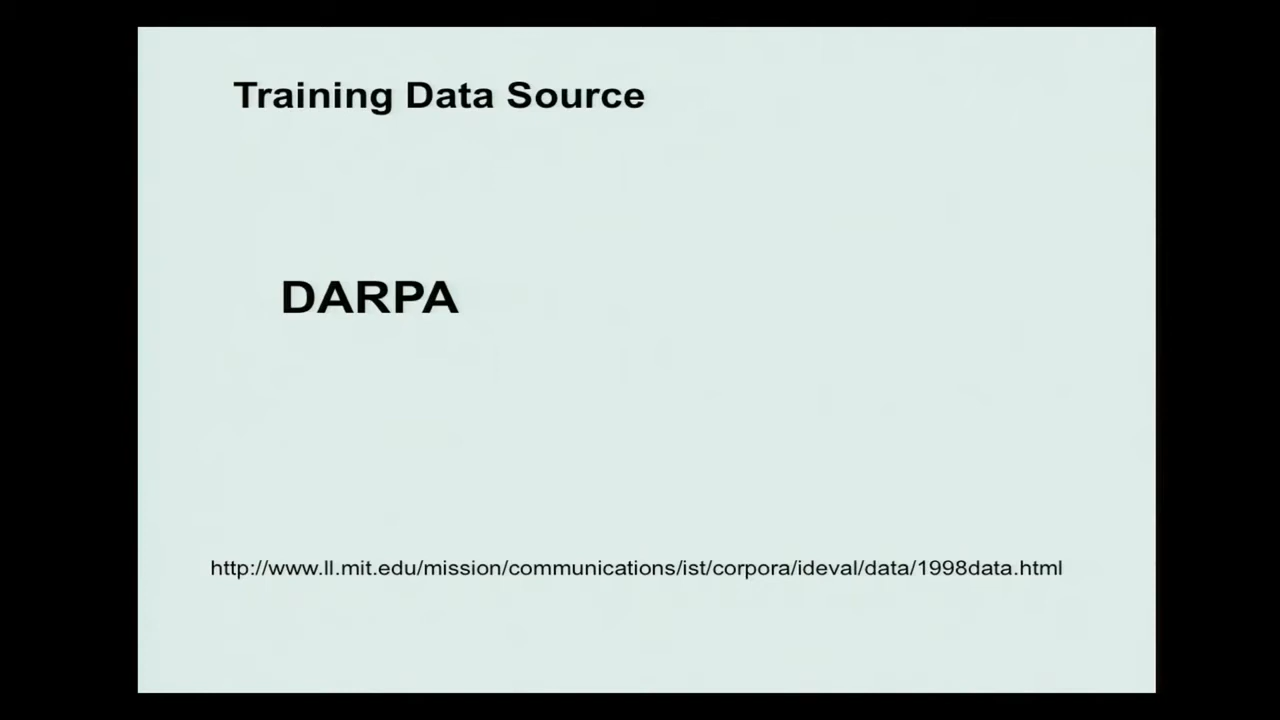 Training Data Source
DARPA
http://www.ll.mit.edu/mission/communications/ist/corpora/ideval/data/1998data.html